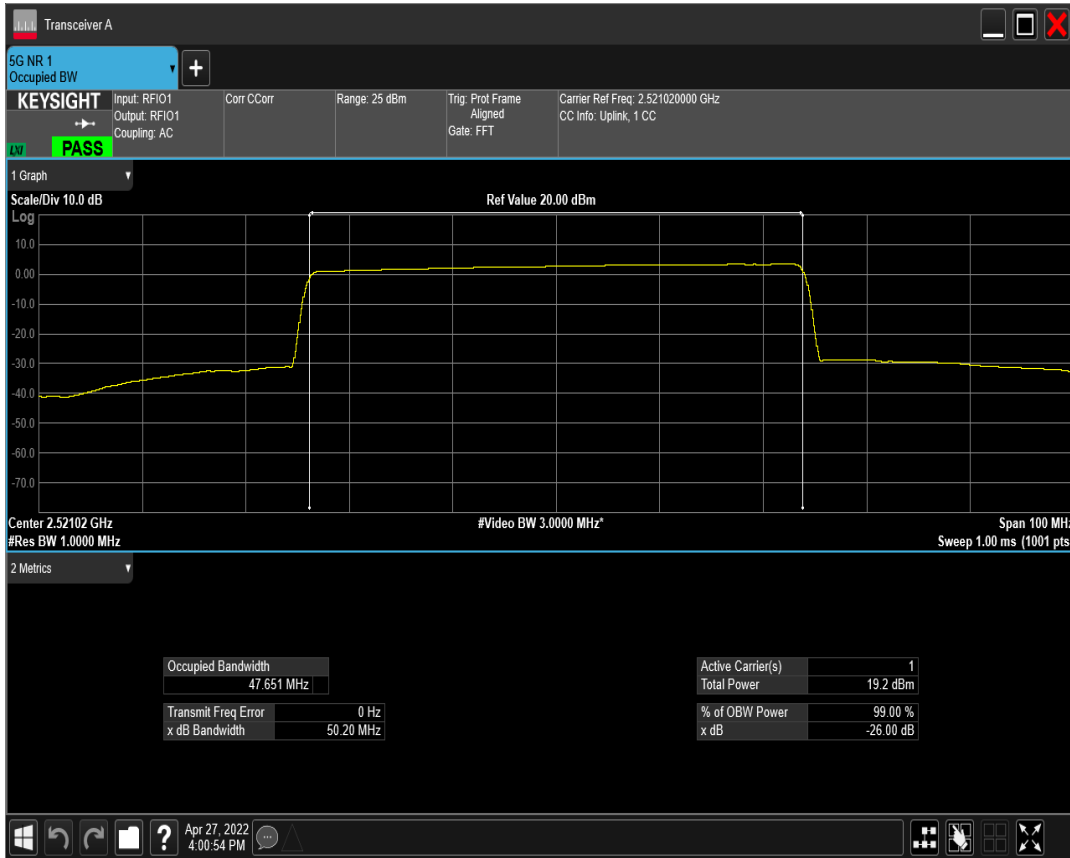 Transceiver A
5G NR 1
Occupied BW
+
KEYSIGHT
LXI
PASS
Input: RFIO1
Output: RFIO1
Coupling: AC
Corr CCorr
Range: 25 dBm
Trig: Prot Frame
Aligned
Gate: FFT
Carrier Ref Freq: 2.521020000 GHz
CC Info: Uplink, 1 CC
1 Graph
Scale/Div 10.0 dB
Ref Value 20.00 dBm
Log
10.0
0.00
-10.0
-20.0
-30.0
-40.0
-50.0
-60.0
-70.0
Center 2.52102 GHz
#Video BW 3.0000 MHz*
Span 100 MHz
#Res BW 1.0000 MHz
Sweep 1.00 ms (1001 pts
2 Metrics
Occupied Bandwidth
47.651 MHz
Transmit Freq Error 0 Hz
x dB Bandwidth 50.20 MHz
Active Carrier(s) 1
Total Power 19.2 dBm
% of OBW Power 99.00 %
x dB -26.00 dB
?
Apr 27, 2022
4:00:54 PM